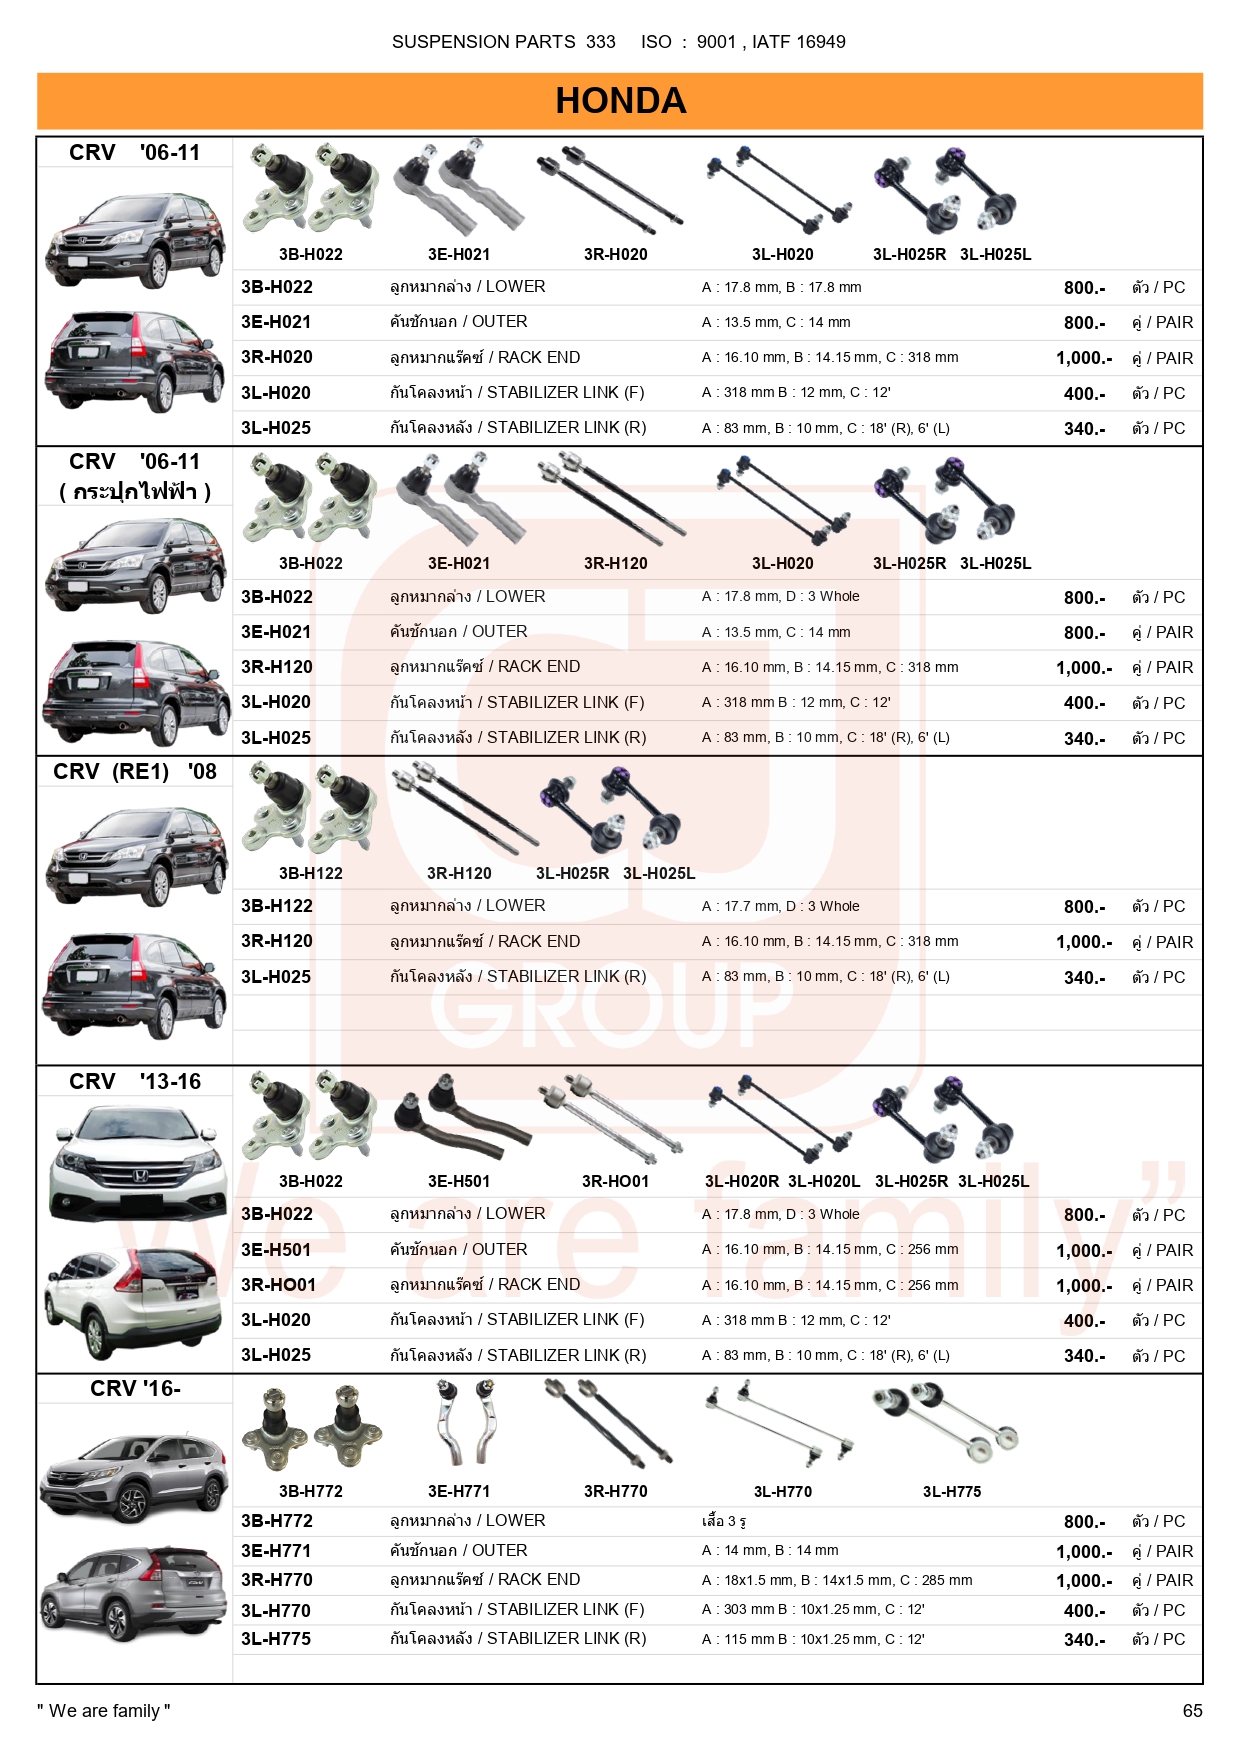 SUSPENSION PARTS 333 ISO : 9001 , IATF 16949
HONDA
CRV '06-11
3B-H022 3E-H021 3R-H020 3L-H020 3L-H025R 3L-H025L
3B-H022 ลูกหมากล่าง / LOWER A : 17.8 mm, B : 17.8 mm 800.- ตัว / PC
3E-H021 คันชักนอก / OUTER A : 13.5 mm, C : 14 mm 800.- คู่ / PAIR
3R-H020 ลูกหมากแร๊คซ์ / RACK END A : 16.10 mm, B : 14.15 mm, C : 318 mm 1,000.- คู่ / PAIR
3L-H020 กันโคลงหน้า / STABILIZER LINK (F) A : 318 mm B : 12 mm, C : 12' 400.- ตัว / PC
3L-H025 กันโคลงหลัง / STABILIZER LINK (R) A : 83 mm, B : 10 mm, C : 18' (R), 6' (L) 340.- ตัว / PC
CRV '06-11
( กระปุกไฟฟ้า )
3B-H022 3E-H021 3R-H120 3L-H020 3L-H025R 3L-H025L
3B-H022 ลูกหมากล่าง / LOWER A : 17.8 mm, D : 3 Whole 800.- ตัว / PC
3E-H021 คันชักนอก / OUTER A : 13.5 mm, C : 14 mm 800.- คู่ / PAIR
3R-H120 ลูกหมากแร๊คซ์ / RACK END A : 16.10 mm, B : 14.15 mm, C : 318 mm 1,000.- คู่ / PAIR
3L-H020 กันโคลงหน้า / STABILIZER LINK (F) A : 318 mm B : 12 mm, C : 12' 400.- ตัว / PC
3L-H025 กันโคลงหลัง / STABILIZER LINK (R) A : 83 mm, B : 10 mm, C : 18' (R), 6' (L) 340.- ตัว / PC
CRV (RE1) '08
3B-H122 3R-H120 3L-H025R 3L-H025L
3B-H122 ลูกหมากล่าง / LOWER A : 17.7 mm, D : 3 Whole 800.- ตัว / PC
3R-H120 ลูกหมากแร๊คซ์ / RACK END A : 16.10 mm, B : 14.15 mm, C : 318 mm 1,000.- คู่ / PAIR
3L-H025 กันโคลงหลัง / STABILIZER LINK (R) A : 83 mm, B : 10 mm, C : 18' (R), 6' (L) 340.- ตัว / PC
CJ
GROUP
CRV '13-16
3B-H022 3E-H501 3R-HO01 3L-H020R 3L-H020L 3L-H025R 3L-H025L
3B-H022 ลูกหมากล่าง / LOWER A : 17.8 mm, D : 3 Whole 800.- ตัว / PC
3E-H501 คันชักนอก / OUTER A : 16.10 mm, B : 14.15 mm, C : 256 mm 1,000.- คู่ / PAIR
3R-HO01 ลูกหมากแร๊คซ์ / RACK END A : 16.10 mm, B : 14.15 mm, C : 256 mm 1,000.- คู่ / PAIR
3L-H020 กันโคลงหน้า / STABILIZER LINK (F) A : 318 mm B : 12 mm, C : 12' 400.- ตัว / PC
3L-H025 กันโคลงหลัง / STABILIZER LINK (R) A : 83 mm, B : 10 mm, C : 18' (R), 6' (L) 340.- ตัว / PC
We are family”
CRV '16-
3B-H772 3E-H771 3R-H770 3L-H770 3L-H775
3B-H772 ลูกหมากล่าง / LOWER เสื้อ 3 รู 800.- ตัว / PC
3E-H771 คันชักนอก / OUTER A : 14 mm, B : 14 mm 1,000.- คู่ / PAIR
3R-H770 ลูกหมากแร๊คซ์ / RACK END A : 18x1.5 mm, B : 14x1.5 mm, C : 285 mm 1,000.- คู่ / PAIR
3L-H770 กันโคลงหน้า / STABILIZER LINK (F) A : 303 mm B : 10x1.25 mm, C : 12' 400.- ตัว / PC
3L-H775 กันโคลงหลัง / STABILIZER LINK (R) A : 115 mm B : 10x1.25 mm, C : 12' 340.- ตัว / PC
" We are family " 65